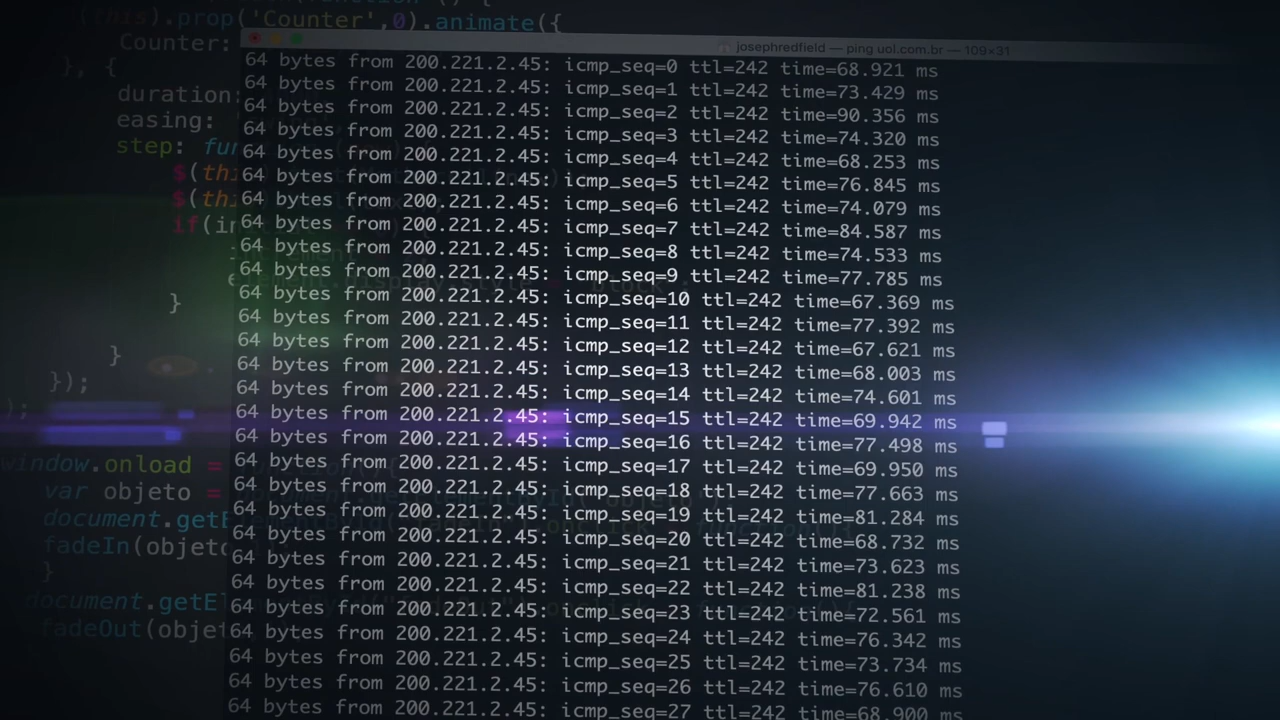 (this).prop('Counter',0).animate({
Counter:
}, {
duration:
easing:
step: fun
$(thi
$(thi
if(in
}
}
});
);
window.onload =
var objeto =
document.getE
fadeIn(objeto
}
document.getE
fadeOut(objet
josephredfield — ping uol.com.br — 109×31
64 bytes from 200.221.2.45: icmp_seq=0 ttl=242 time=68.921 ms
64 bytes from 200.221.2.45: icmp_seq=1 ttl=242 time=73.429 ms
64 bytes from 200.221.2.45: icmp_seq=2 ttl=242 time=90.356 ms
64 bytes from 200.221.2.45: icmp_seq=3 ttl=242 time=74.320 ms
64 bytes from 200.221.2.45: icmp_seq=4 ttl=242 time=68.253 ms
64 bytes from 200.221.2.45: icmp_seq=5 ttl=242 time=76.845 ms
64 bytes from 200.221.2.45: icmp_seq=6 ttl=242 time=74.079 ms
64 bytes from 200.221.2.45: icmp_seq=7 ttl=242 time=84.587 ms
64 bytes from 200.221.2.45: icmp_seq=8 ttl=242 time=74.533 ms
64 bytes from 200.221.2.45: icmp_seq=9 ttl=242 time=77.785 ms
64 bytes from 200.221.2.45: icmp_seq=10 ttl=242 time=67.369 ms
64 bytes from 200.221.2.45: icmp_seq=11 ttl=242 time=77.392 ms
64 bytes from 200.221.2.45: icmp_seq=12 ttl=242 time=67.621 ms
64 bytes from 200.221.2.45: icmp_seq=13 ttl=242 time=68.003 ms
64 bytes from 200.221.2.45: icmp_seq=14 ttl=242 time=74.601 ms
64 bytes from 200.221.2.45: icmp_seq=15 ttl=242 time=69.942 ms
64 bytes from 200.221.2.45: icmp_seq=16 ttl=242 time=77.498 ms
64 bytes from 200.221.2.45: icmp_seq=17 ttl=242 time=69.950 ms
64 bytes from 200.221.2.45: icmp_seq=18 ttl=242 time=77.663 ms
64 bytes from 200.221.2.45: icmp_seq=19 ttl=242 time=81.284 ms
64 bytes from 200.221.2.45: icmp_seq=20 ttl=242 time=68.732 ms
64 bytes from 200.221.2.45: icmp_seq=21 ttl=242 time=73.623 ms
64 bytes from 200.221.2.45: icmp_seq=22 ttl=242 time=81.238 ms
64 bytes from 200.221.2.45: icmp_seq=23 ttl=242 time=72.561 ms
64 bytes from 200.221.2.45: icmp_seq=24 ttl=242 time=76.342 ms
64 bytes from 200.221.2.45: icmp_seq=25 ttl=242 time=73.734 ms
64 bytes from 200.221.2.45: icmp_seq=26 ttl=242 time=76.610 ms
64 bytes from 200.221.2.45: icmp_seq=27 ttl=242 time=68.900 ms